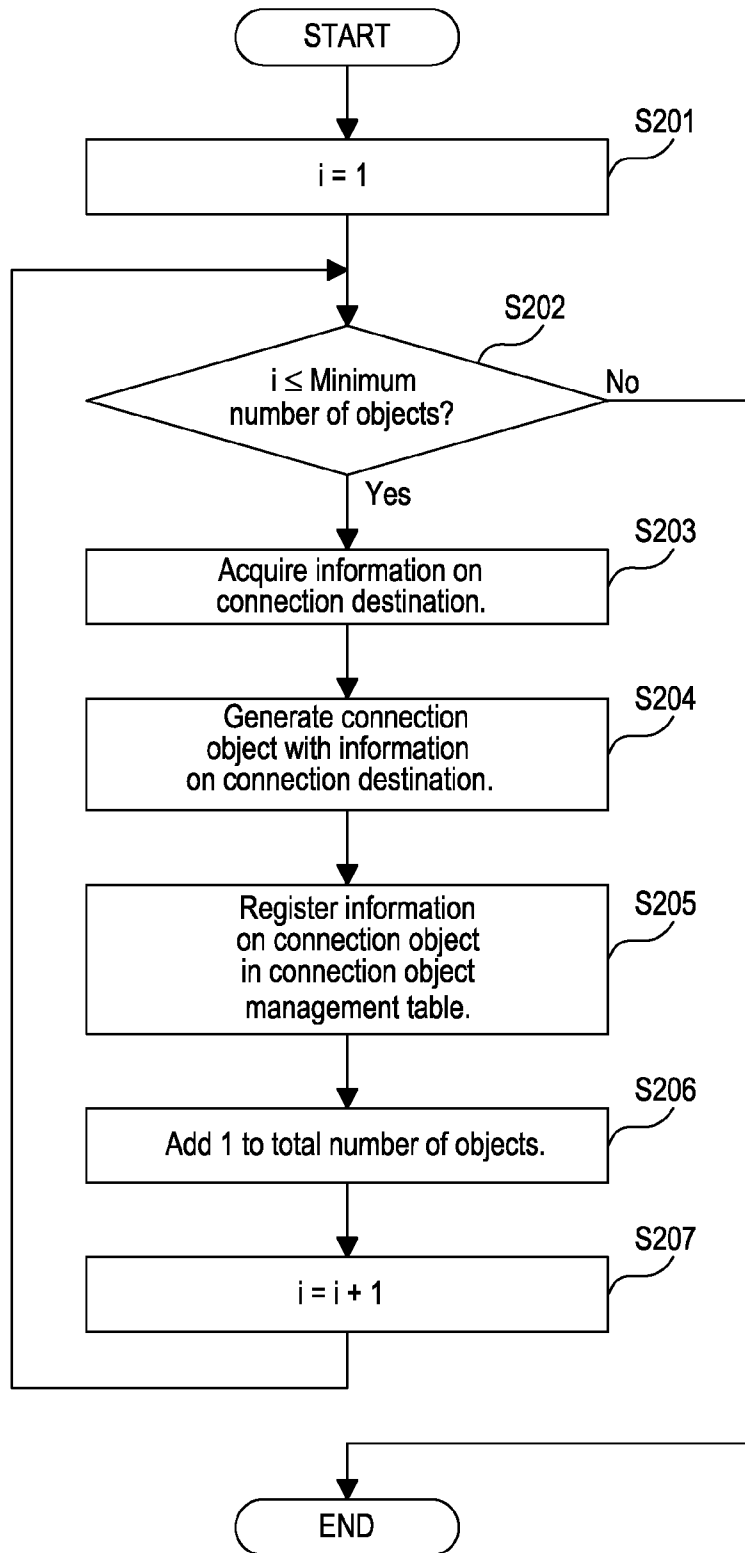 START
S201
i = 1
S202
i ≤ Minimum
number of objects?
No
Yes
S203
Acquire information on
connection destination.
S204
Generate connection
object with information
on connection destination.
S205
Register information
on connection object
in connection object
management table.
S206
Add 1 to total number of objects.
S207
i = i + 1
END